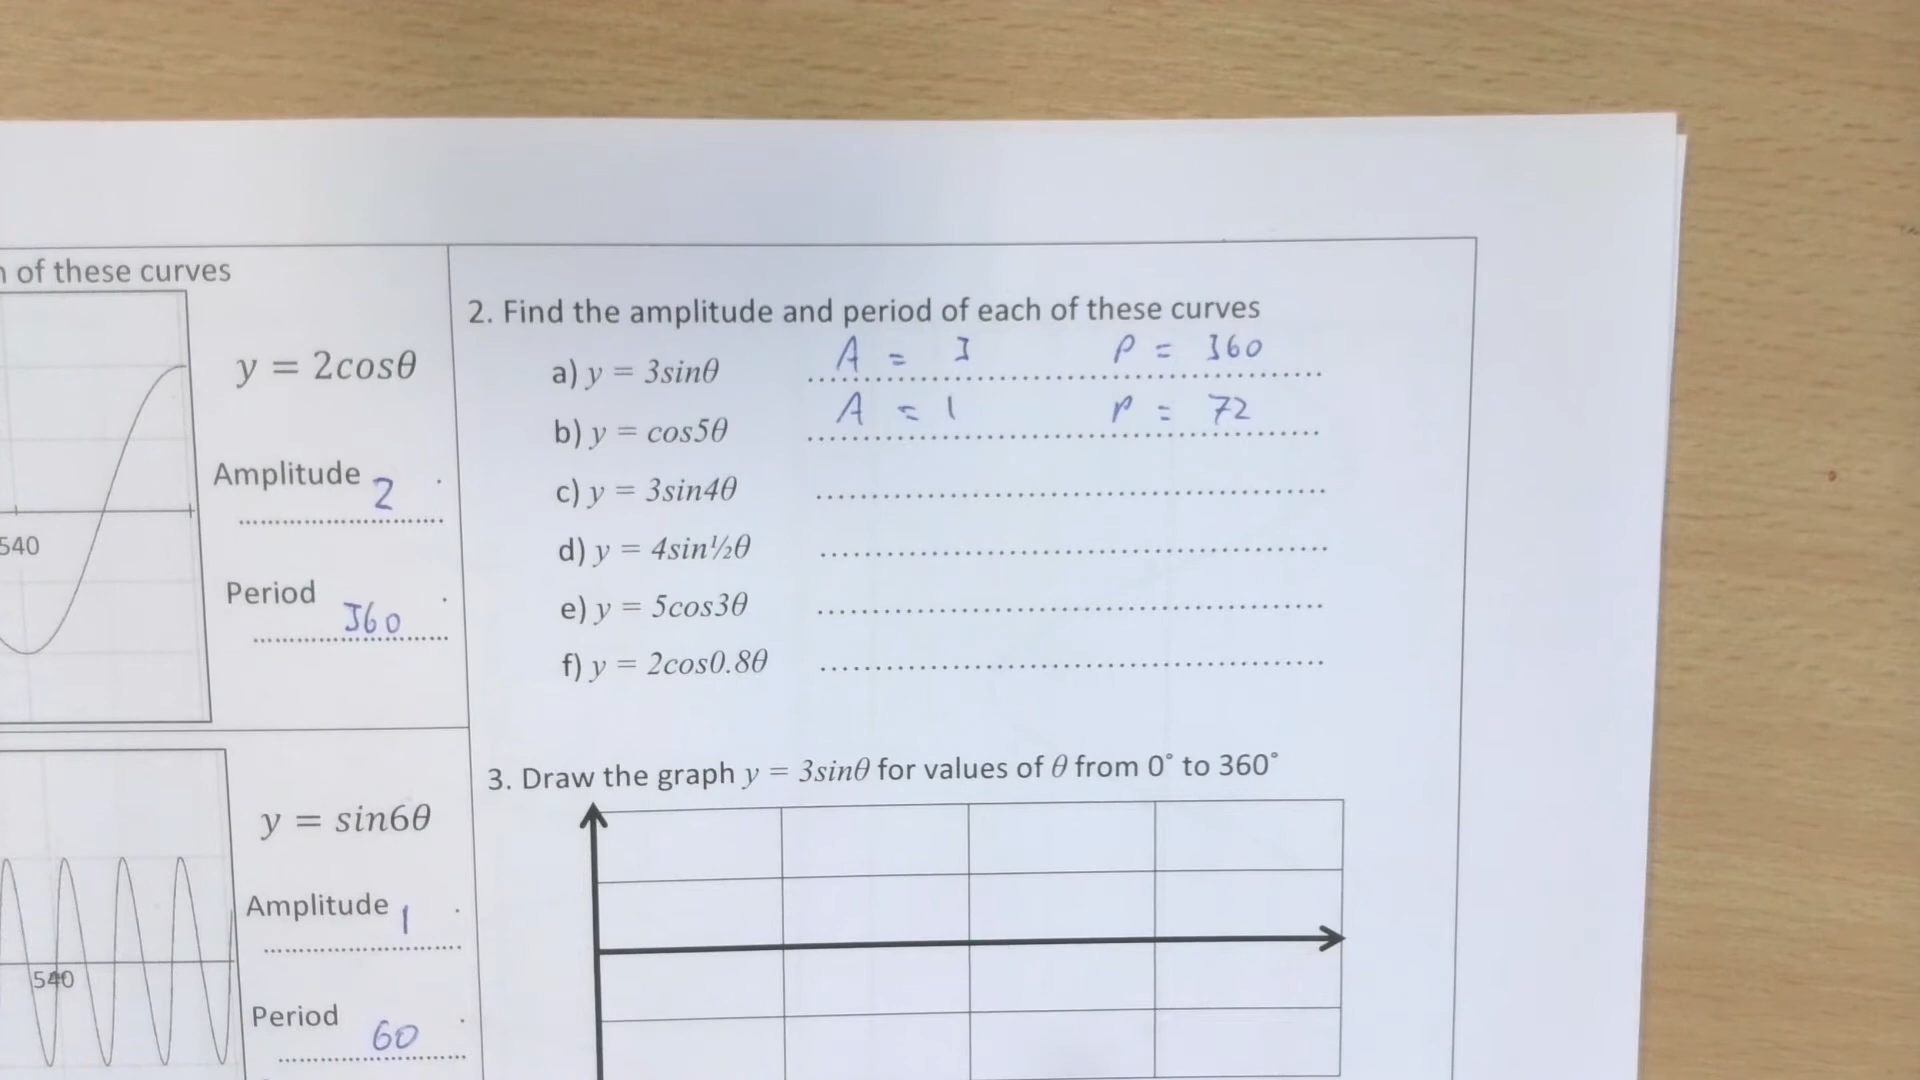 n of these curves
y = 2cosθ
Amplitude 2
540
Period 360
y = sin6θ
Amplitude 1
540
Period 60
2. Find the amplitude and period of each of these curves
a) y = 3sinθ A = 3 P = 360
b) y = cos5θ A = 1 P = 72
c) y = 3sin4θ
d) y = 4sin½θ
e) y = 5cos3θ
f) y = 2cos0.8θ
3. Draw the graph y = 3sinθ for values of θ from 0° to 360°